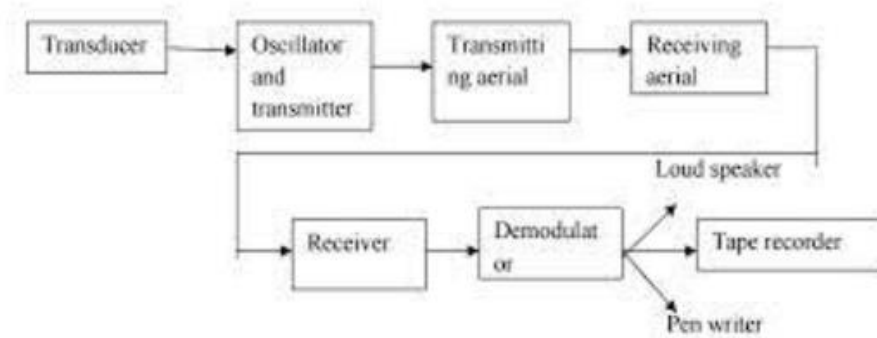 Transducer
Oscillator
and
transmitter
Transmitti
ng aerial
Receiving
aerial
Loud speaker
Receiver
Demodulat
or
Tape recorder
Pen writer